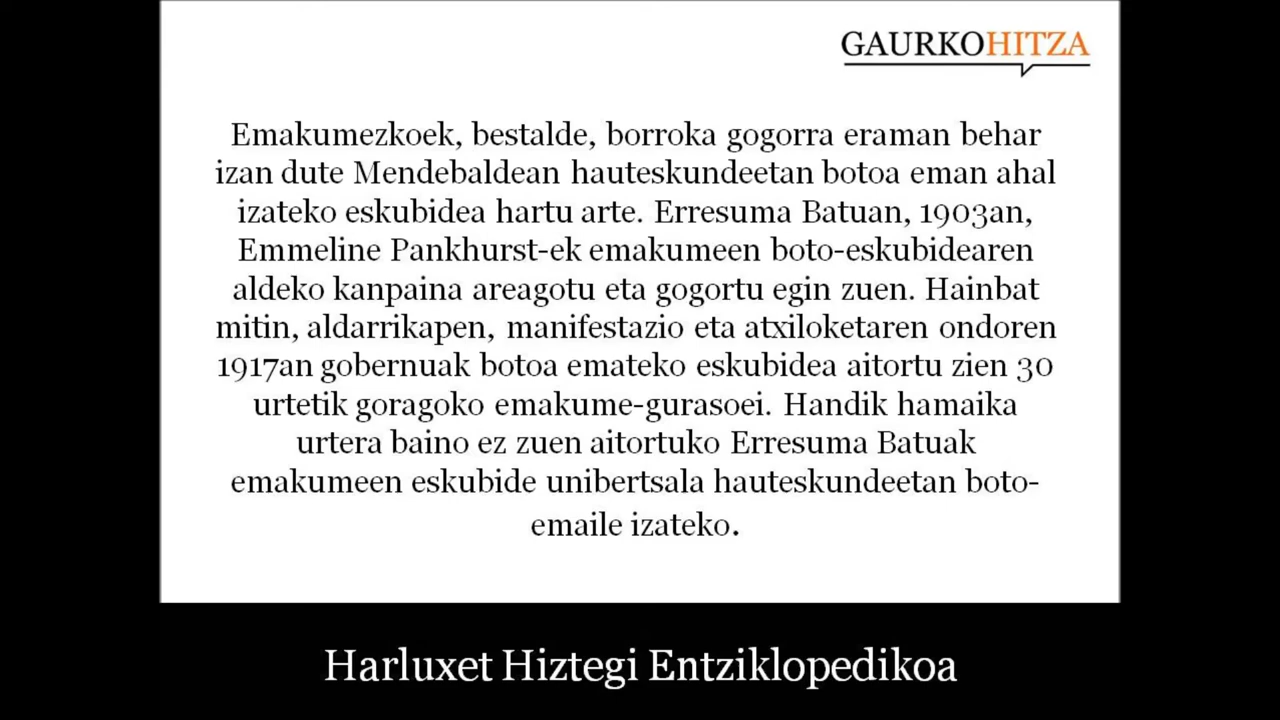 GAURKOHITZA
Emakumezkoek, bestalde, borroka gogorra eraman behar
izan dute Mendebaldean hauteskundeetan botoa eman ahal
izateko eskubidea hartu arte. Erresuma Batuan, 1903an,
Emmeline Pankhurst-ek emakumeen boto-eskubidearen
aldeko kanpaina areagotu eta gogortu egin zuen. Hainbat
mitin, aldarrikapen, manifestazio eta atxiloketaren ondoren
1917an gobernuak botoa emateko eskubidea aitortu zien 30
urtetik goragoko emakume-gurasoei. Handik hamaika
urtera baino ez zuen aitortuko Erresuma Batuak
emakumeen eskubide unibertsala hauteskundeetan boto-
emaile izateko.
Harluxet Hiztegi Entziklopedikoa